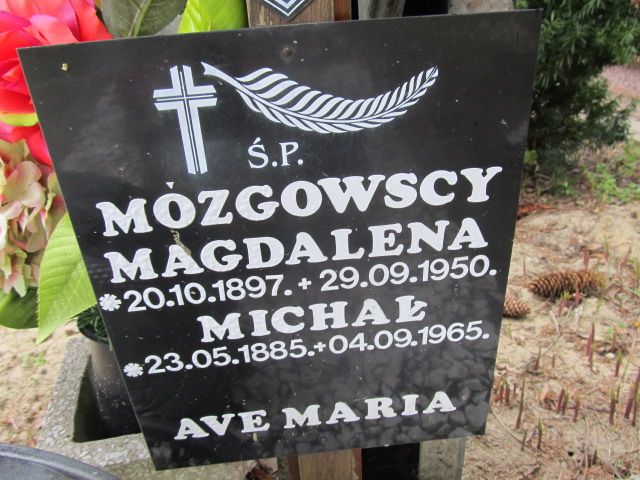 Ś.P.
MÓZGOWSCY
MAGDALENA
*20.10.1897. + 29.09.1950.
MICHAŁ
*23.05.1885. + 04.09.1965.
AVE MARIA